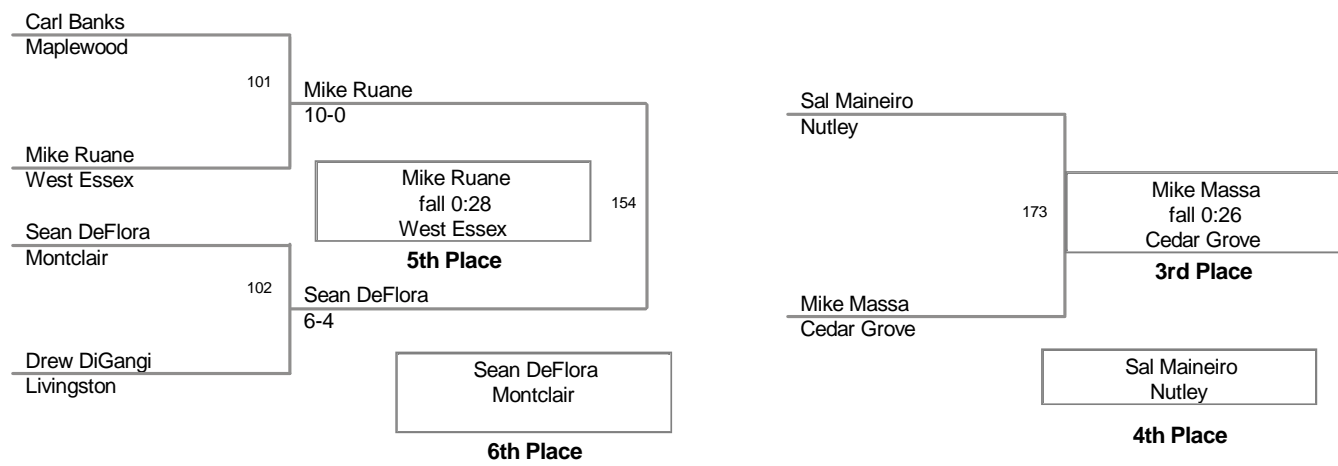 Carl Banks
Maplewood
101
Mike Ruane
10-0
Mike Ruane
West Essex
Mike Ruane
fall 0:28
West Essex
5th Place
154
Sean DeFlora
Montclair
102
Sean DeFlora
6-4
Drew DiGangi
Livingston
Sean DeFlora
Montclair
6th Place
Sal Maineiro
Nutley
173
Mike Massa
fall 0:26
Cedar Grove
3rd Place
Mike Massa
Cedar Grove
Sal Maineiro
Nutley
4th Place